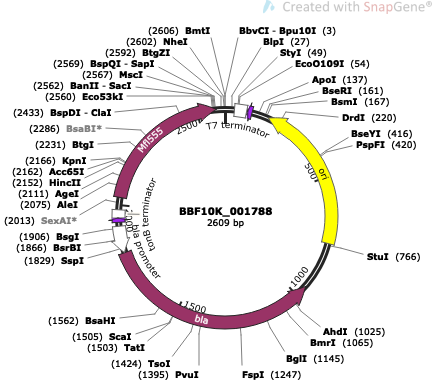 Created with SnapGene®
(2606) BmtI
(2602) NheI
(2592) BtgZI
(2569) BspQI - SapI
(2567) MscI
(2562) BanII - SacI
(2560) Eco53kI
(2433) BspDI - ClaI
(2286) BsaBI*
(2231) BtgI
(2166) KpnI
(2162) Acc65I
(2152) HincII
(2111) AgeI
(2075) AleI
(2013) SexAI*
(1906) BsgI
(1866) BsrBI
(1829) SspI
(1562) BsaHI
(1505) ScaI
(1503) TatI
(1424) TsoI
(1395) PvuI
BbvCI - Bpu10I (3)
BlpI (27)
StyI (49)
EcoO109I (54)
ApoI (137)
BseRI (161)
BsmI (167)
DrdI (220)
BseYI (416)
PspFI (420)
StuI (766)
AhdI (1025)
BmrI (1065)
BglI (1145)
FspI (1247)
T7 terminator
ori
500
1000
1500
2500
bla
bla promoter
tonB terminator
Mfl555
BBF10K_001788
2609 bp